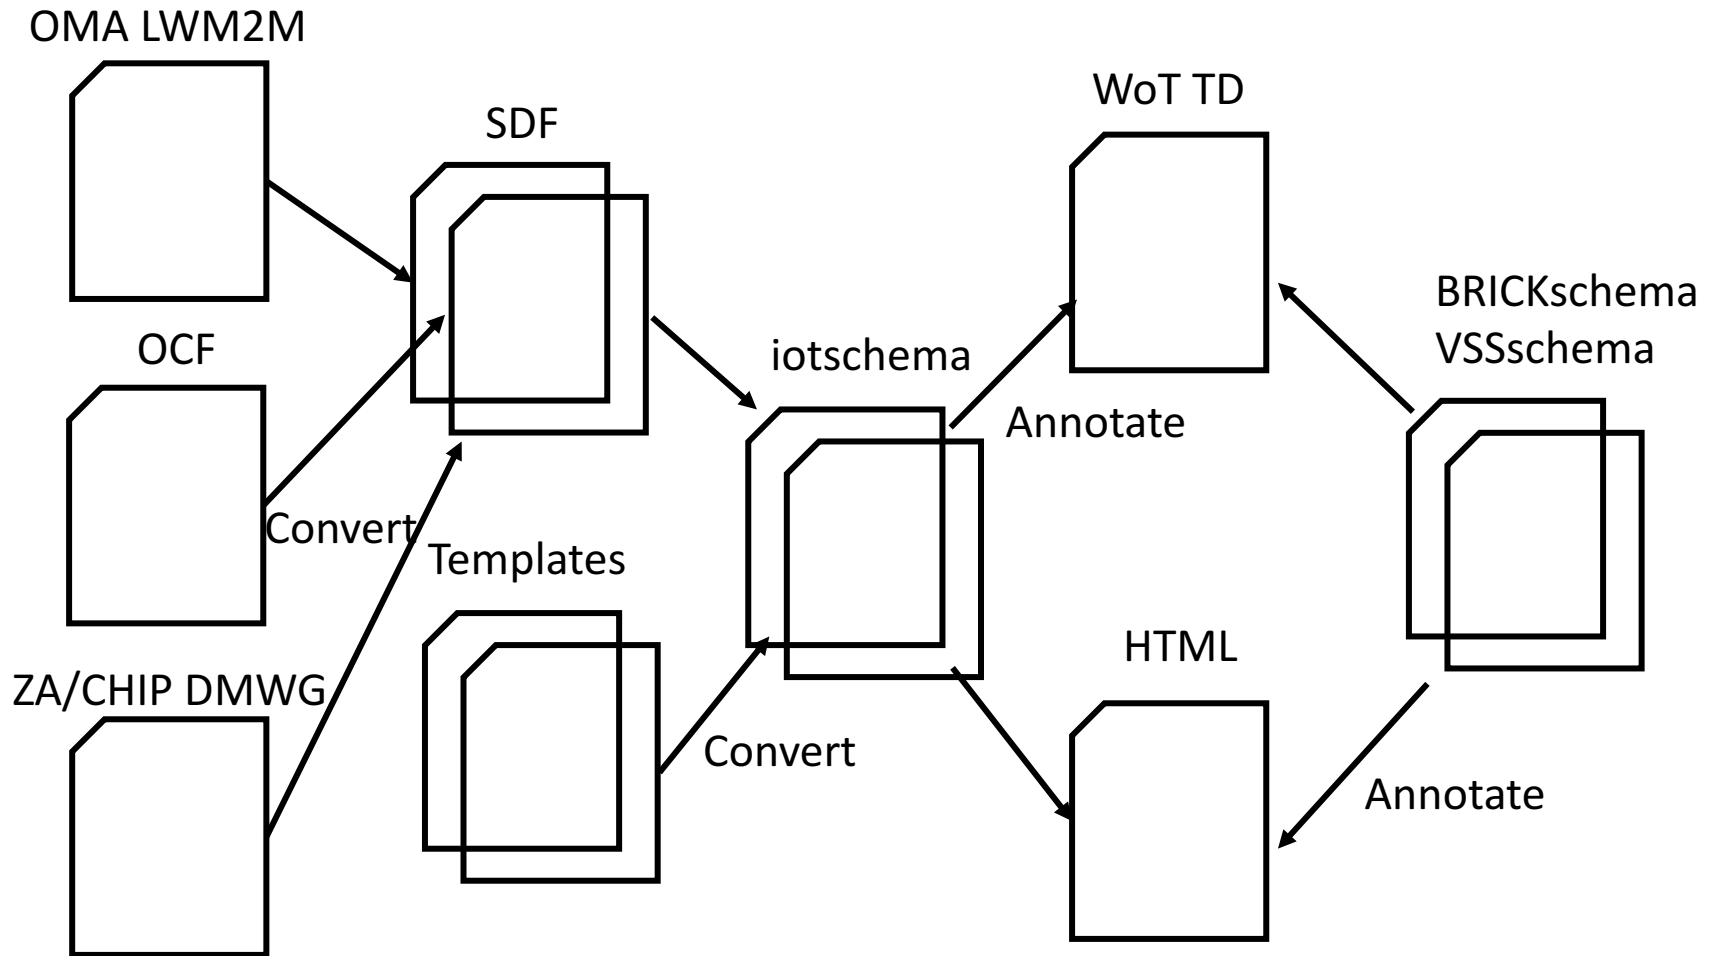 OMA LWM2M
SDF
WoT TD
OCF
iotschema
BRICKschema
VSSschema
Annotate
Convert
Templates
ZA/CHIP DMWG
HTML
Convert
Annotate